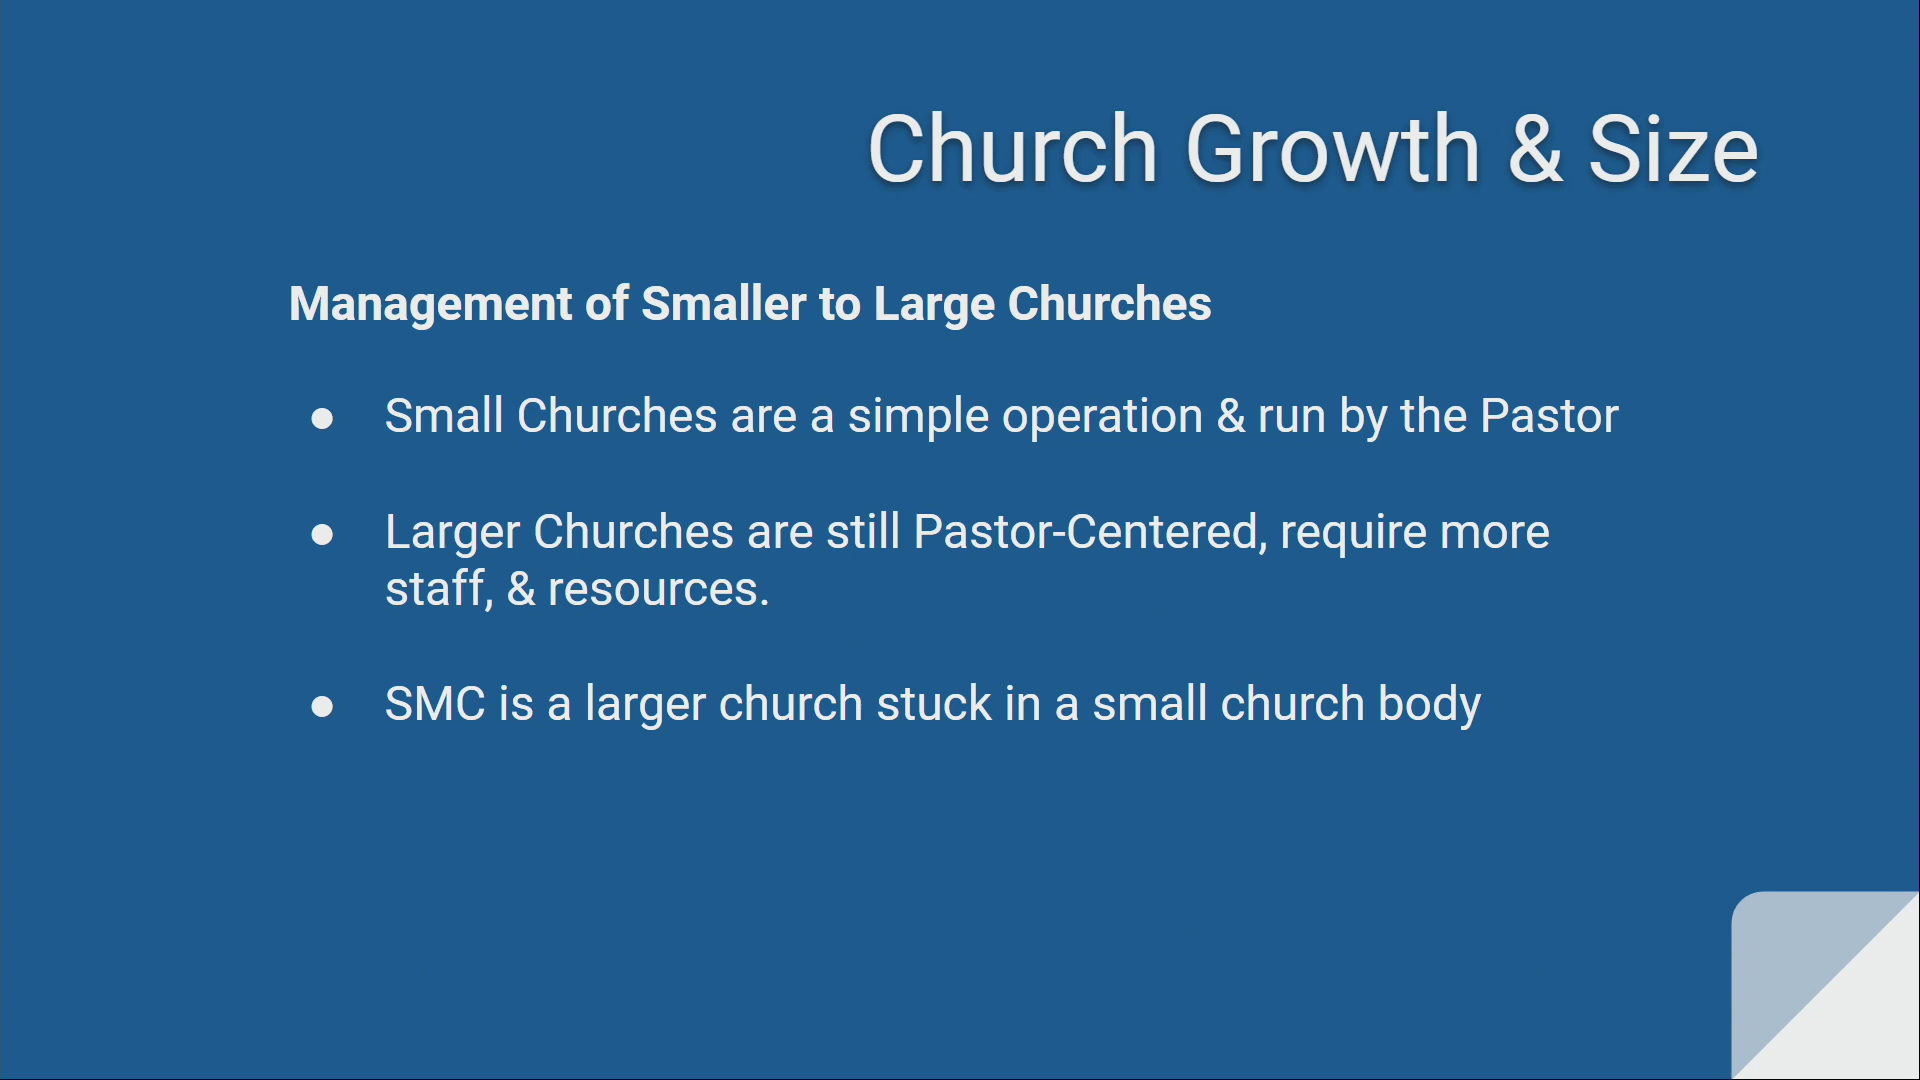 Church Growth & Size
Management of Smaller to Large Churches
● Small Churches are a simple operation & run by the Pastor
● Larger Churches are still Pastor-Centered, require more
staff, & resources.
● SMC is a larger church stuck in a small church body